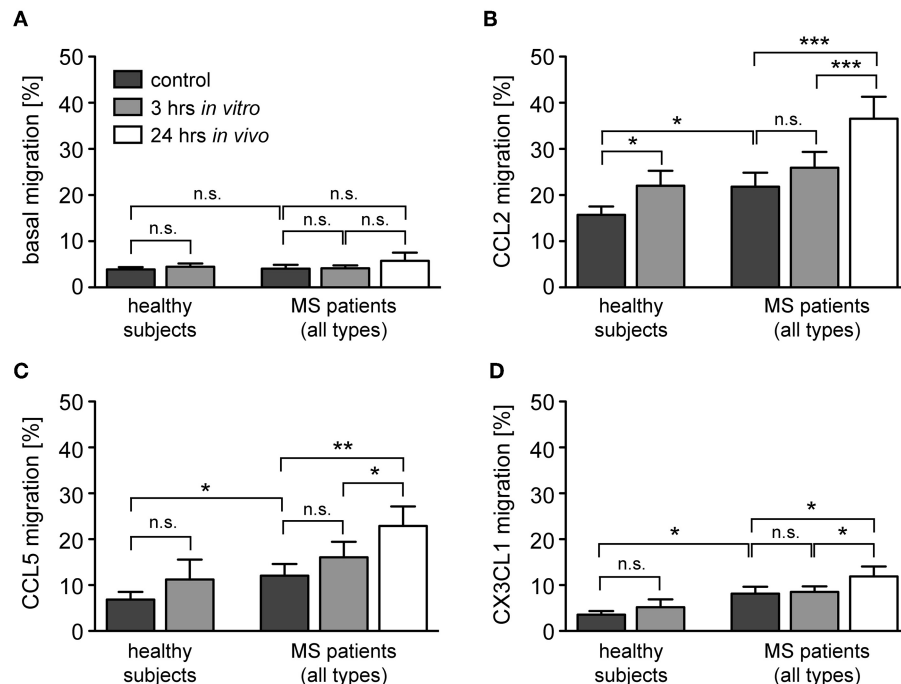 A
basal migration [%]
50
40
30
20
10
0
control
3 hrs in vitro
24 hrs in vivo
n.s.
n.s.
n.s.
n.s.
n.s.
healthy
subjects
MS patients
(all types)
B
CCL2 migration [%]
50
40
30
20
10
0
***
***
*
n.s.
*
healthy
subjects
MS patients
(all types)
C
CCL5 migration [%]
50
40
30
20
10
0
**
*
*
n.s.
n.s.
healthy
subjects
MS patients
(all types)
D
CX3CL1 migration [%]
50
40
30
20
10
0
*
*
n.s.
*
n.s.
healthy
subjects
MS patients
(all types)